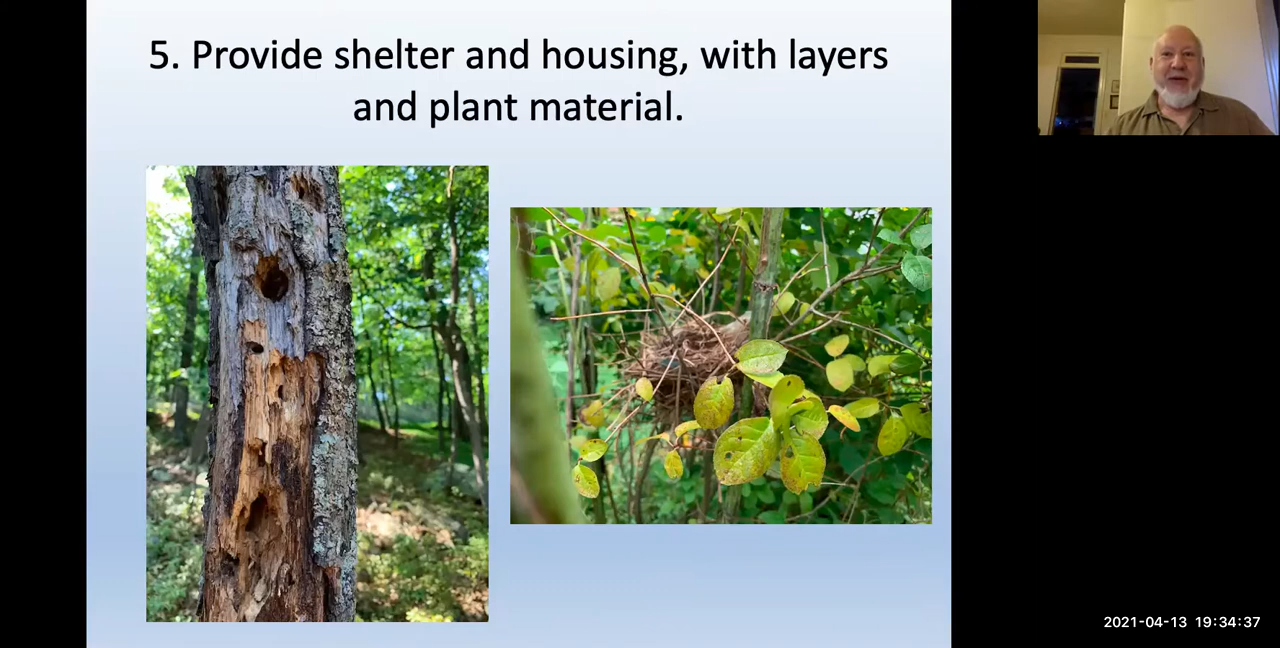 5. Provide shelter and housing, with layers
and plant material.
2021-04-13 19:34:37